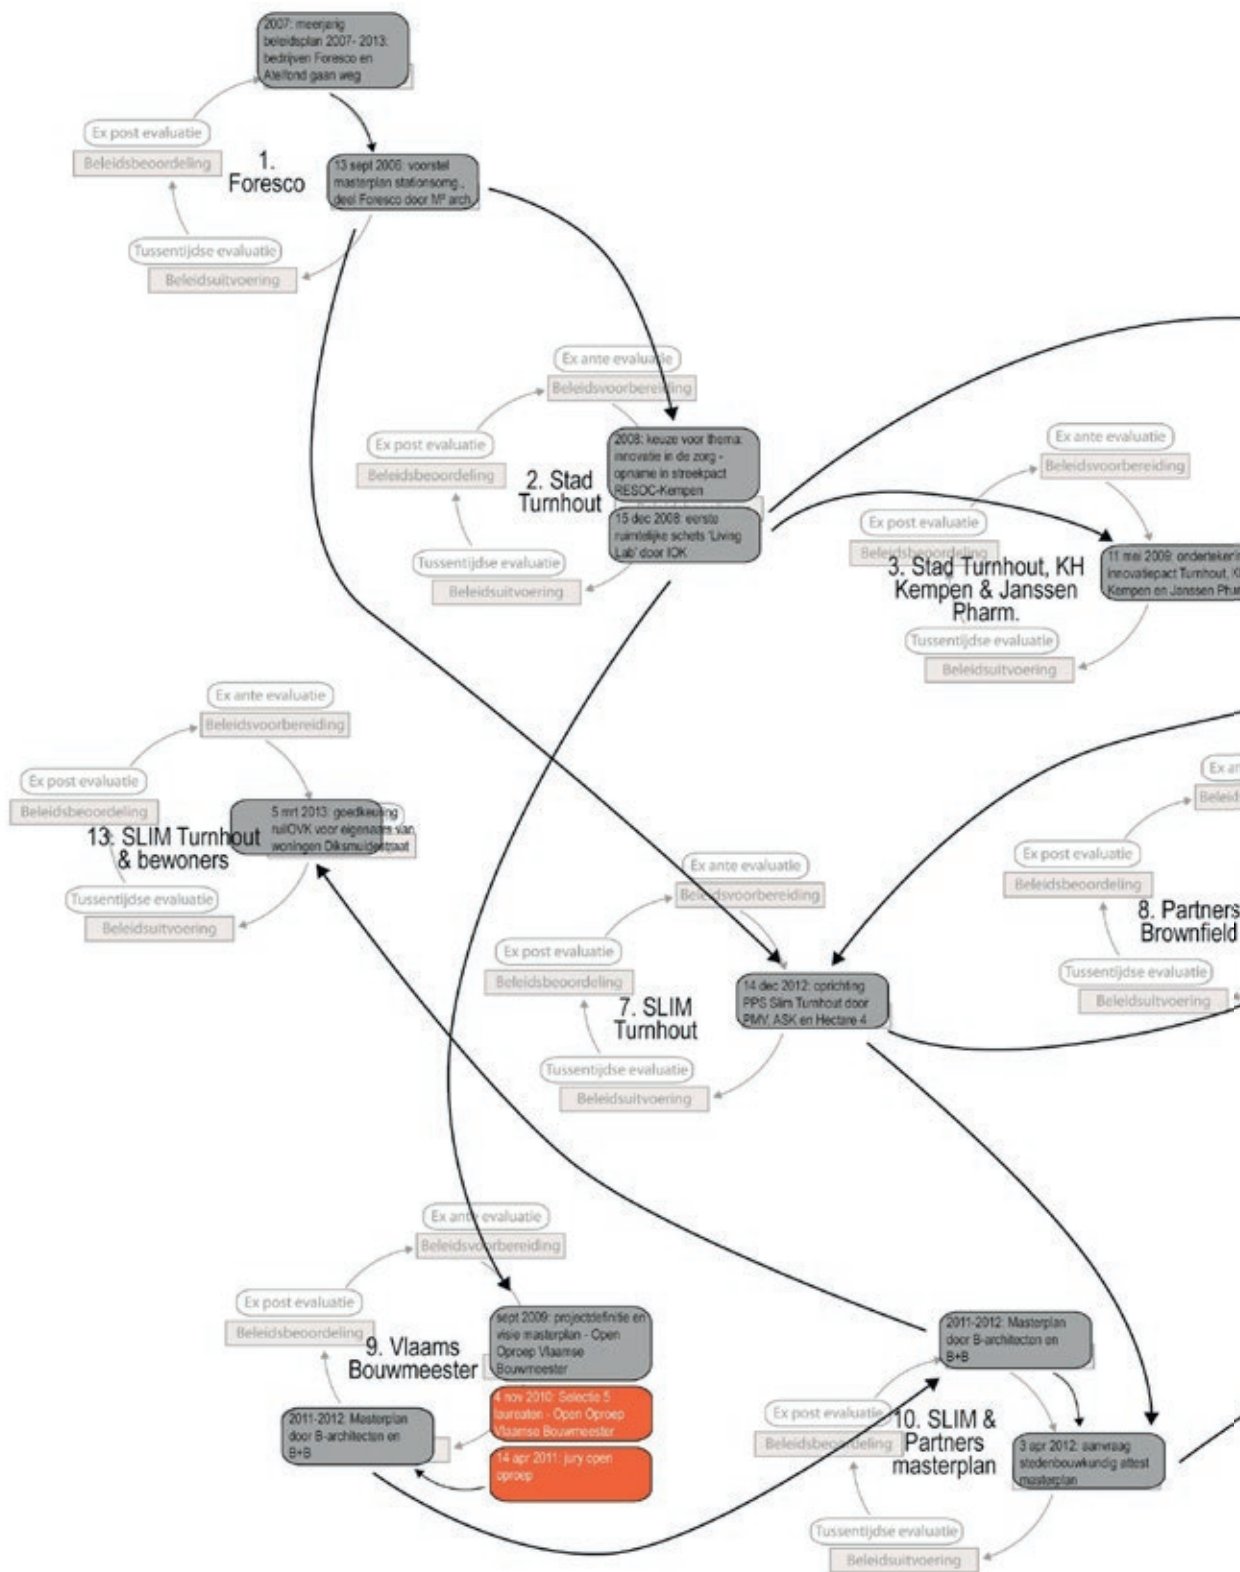 2007: meerjarig
beleidsplan 2007- 2013:
bedrijven Foresco en
Atelfond gaan weg
Ex post evaluatie
Beleidsbeoordeling
1.
Foresco
13 sept 2006: voorstel
masterplan stationsomg.,
deel Foresco door M² arch.
Tussentijdse evaluatie
Beleidsuitvoering
Ex ante evaluatie
Beleidsvoorbereiding
Ex post evaluatie
Beleidsbeoordeling
2. Stad
Turnhout
2008: keuze voor thema:
innovatie in de zorg -
opname in streekpact
RESOC-Kempen
15 dec 2008: eerste
ruimtelijke schets 'Living
Lab' door IOK
Tussentijdse evaluatie
Beleidsuitvoering
Ex ante evaluatie
Beleidsvoorbereiding
Ex post evaluatie
Beleidsbeoordeling
3. Stad Turnhout, KH
Kempen & Janssen
Pharm.
11 mei 2009: ondertekenin
innovatiepact Turnhout, K
Kempen en Janssen Phar
Tussentijdse evaluatie
Beleidsuitvoering
Ex ante evaluatie
Beleidsvoorbereiding
Ex post evaluatie
Beleidsbeoordeling
13. SLIM Turnhout
& bewoners
5 mrt 2013: goedkeuring
ruilOVK voor eigenaars van
woningen Diksmuidestraat
Tussentijdse evaluatie
Beleidsuitvoering
Ex ante evaluatie
Beleidsvoorbereiding
Ex post evaluatie
Beleidsbeoordeling
7. SLIM
Turnhout
14 dec 2012: oprichting
PPS Slim Turnhout door
PMV, ASK en Hectare 4
Tussentijdse evaluatie
Beleidsuitvoering
Ex an
Beleids
Ex post evaluatie
Beleidsbeoordeling
8. Partners
Brownfield
Tussentijdse evaluatie
Beleidsuitvoering
Ex ante evaluatie
Beleidsvoorbereiding
Ex post evaluatie
Beleidsbeoordeling
9. Vlaams
Bouwmeester
sept 2009: projectdefinitie en
visie masterplan - Open
Oproep Vlaamse
Bouwmeester
4 nov 2010: Selectie 5
laureaten - Open Oproep
Vlaamse Bouwmeester
14 apr 2011: jury open
oproep
2011-2012: Masterplan
door B-architecten en
B+B
2011-2012: Masterplan
door B-architecten en
B+B
Ex post evaluatie
Beleidsbeoordeling
10. SLIM &
Partners
masterplan
3 apr 2012: aanvraag
stedenbouwkundig attest
masterplan
Tussentijdse evaluatie
Beleidsuitvoering